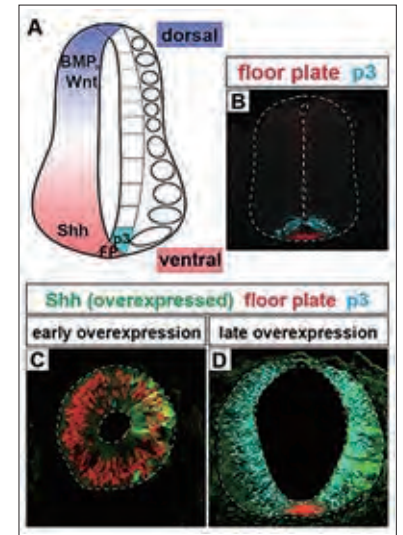 A
dorsal
BMP,
Wnt
Shh
p3
FP
ventral
floor plate p3
B
Shh (overexpressed) floor plate p3
early overexpression
late overexpression
C
D